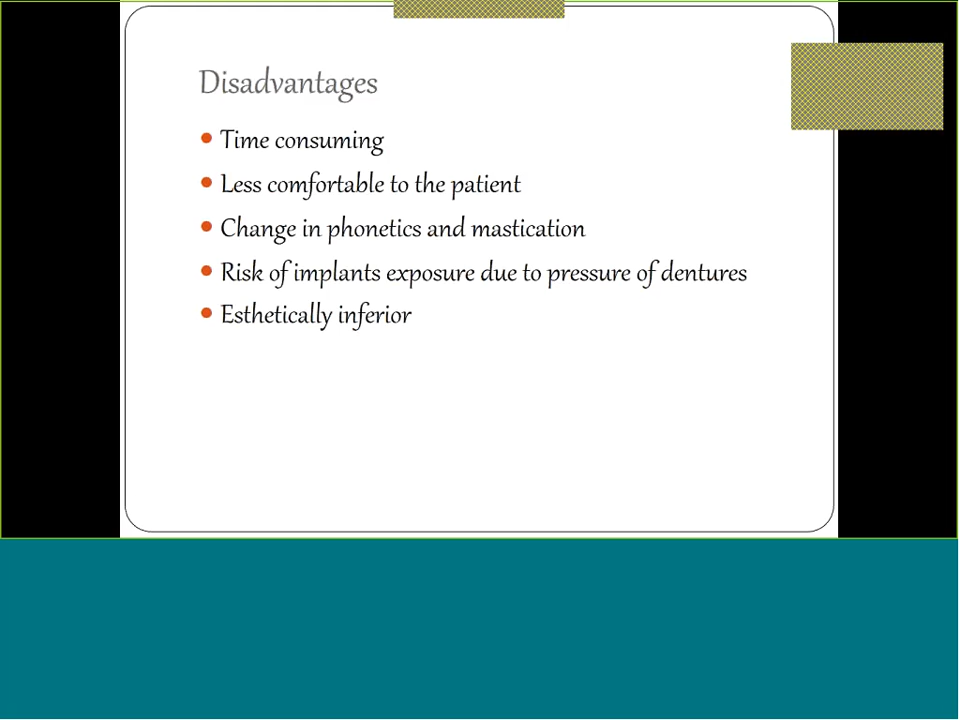 Disadvantages
Time consuming
Less comfortable to the patient
Change in phonetics and mastication
Risk of implants exposure due to pressure of dentures
Esthetically inferior